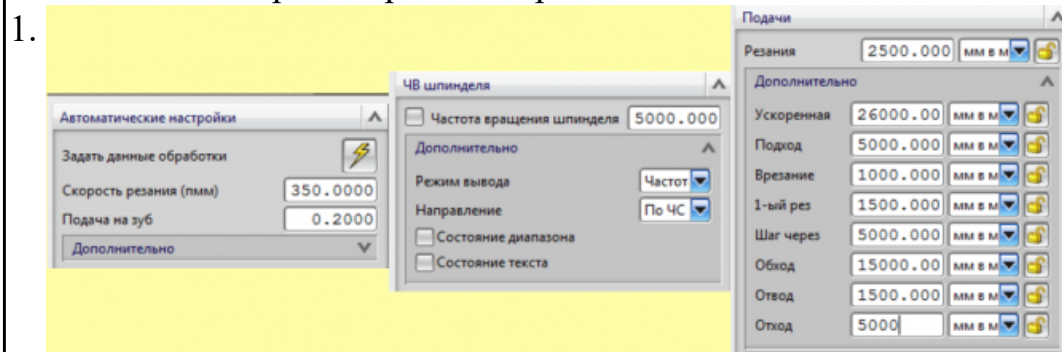 1.
Автоматические настройки
Задать данные обработки
Скорость резания (пмм) 350.0000
Подача на зуб 0.2000
Дополнительно
ЧВ шпинделя
Частота вращения шпинделя 5000.000
Дополнительно
Режим вывода Частот
Направление По ЧС
Состояние диапазона
Состояние текста
Подачи
Резания 2500.000 мм в м
Дополнительно
Ускоренная 26000.00 мм в м
Подход 5000.000 мм в м
Врезание 1000.000 мм в м
1-ый рез 1500.000 мм в м
Шаг через 5000.000 мм в м
Обход 15000.00 мм в м
Отвод 1500.000 мм в м
Отход 5000 мм в м